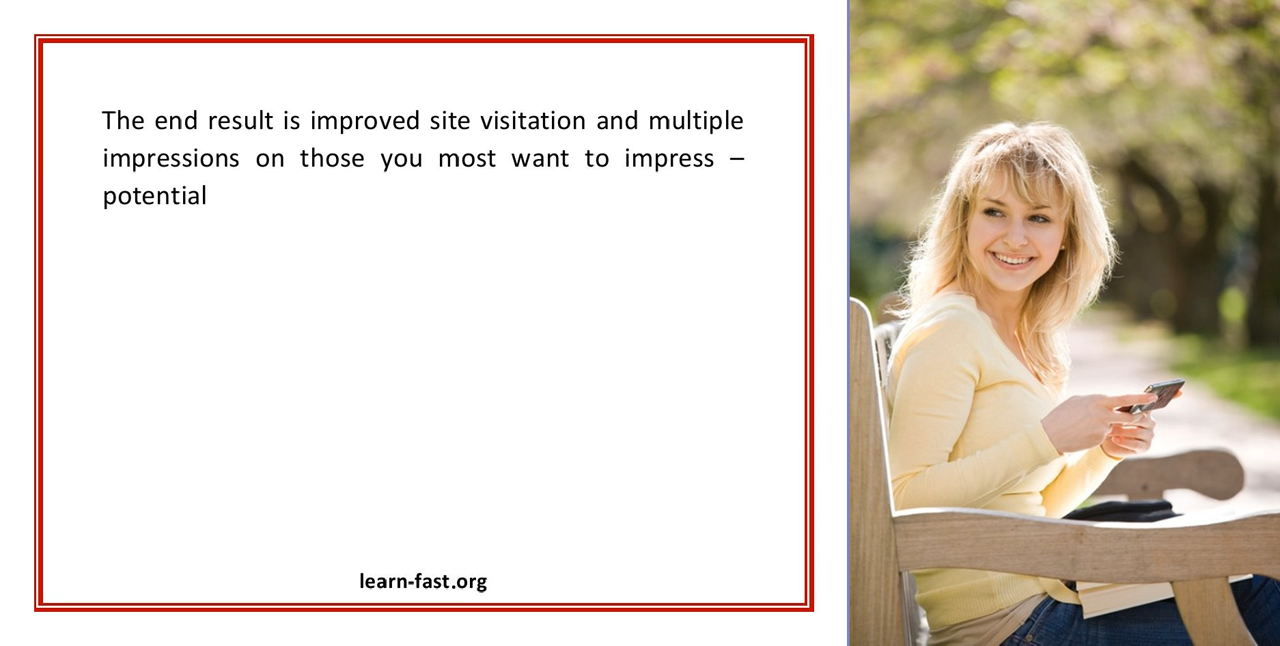 The end result is improved site visitation and multiple
impressions on those you most want to impress –
potential
learn-fast.org